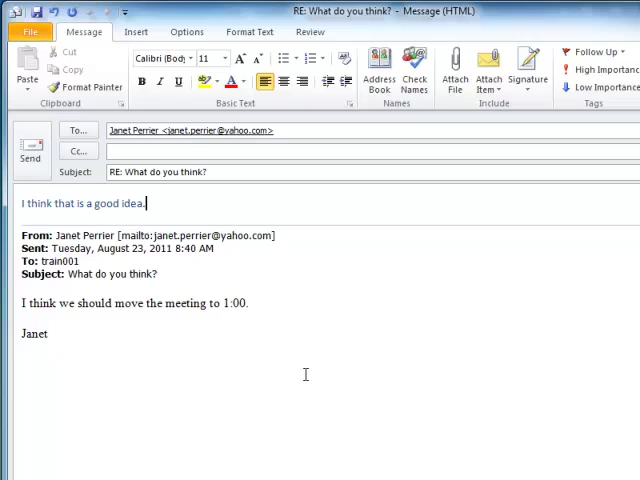 RE: What do you think? - Message (HTML)
File Message Insert Options Format Text Review
Paste
Cut
Copy
Format Painter
Clipboard
Calibri (Body 11
B I U
Basic Text
Address Book
Check Names
Names
Attach File
Attach Item
Signature
Include
Follow Up
High Importance
Low Importance
Tags
Send
To... Janet Perrier <janet.perrier@yahoo.com>
Cc...
Subject: RE: What do you think?
I think that is a good idea.
From: Janet Perrier [mailto:janet.perrier@yahoo.com]
Sent: Tuesday, August 23, 2011 8:40 AM
To: train001
Subject: What do you think?
I think we should move the meeting to 1:00.
Janet